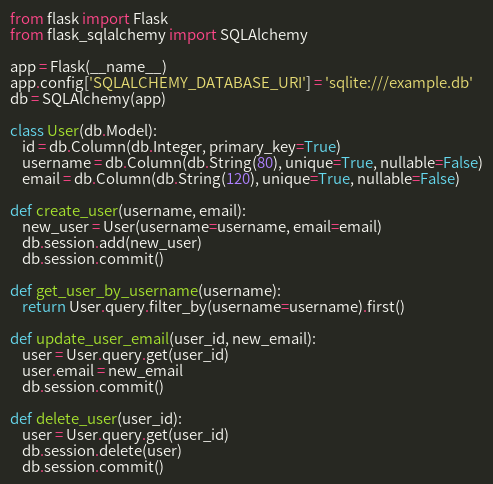 from flask import Flask
from flask_sqlalchemy import SQLAlchemy

app = Flask(__name__)
app.config['SQLALCHEMY_DATABASE_URI'] = 'sqlite:///example.db'
db = SQLAlchemy(app)

class User(db.Model):
    id = db.Column(db.Integer, primary_key=True)
    username = db.Column(db.String(80), unique=True, nullable=False)
    email = db.Column(db.String(120), unique=True, nullable=False)

def create_user(username, email):
    new_user = User(username=username, email=email)
    db.session.add(new_user)
    db.session.commit()

def get_user_by_username(username):
    return User.query.filter_by(username=username).first()

def update_user_email(user_id, new_email):
    user = User.query.get(user_id)
    user.email = new_email
    db.session.commit()

def delete_user(user_id):
    user = User.query.get(user_id)
    db.session.delete(user)
    db.session.commit()